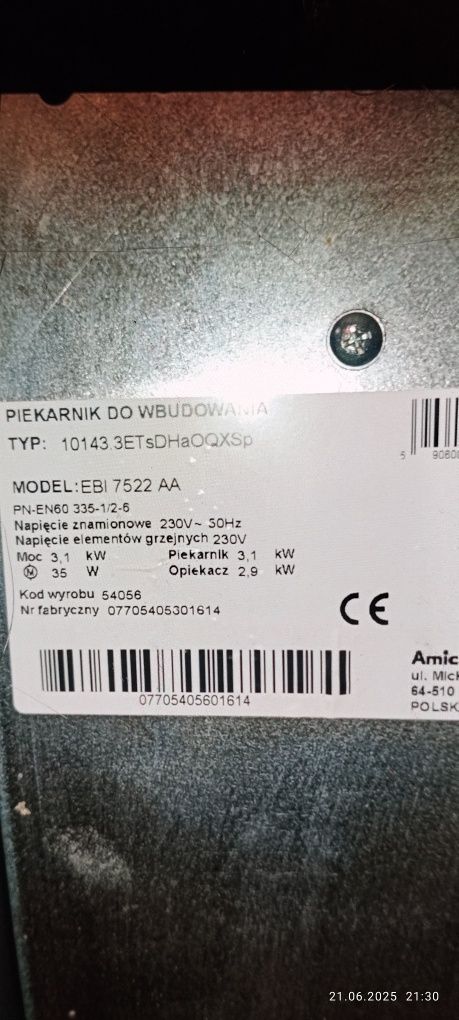 PIEKARNIK DO WBUDOWANIA
TYP: 10143.3ETsDHaOQXSp
MODEL: EBI 7522 AA
PN-EN60 335-1/2-6
Napięcie znamionowe 230V~ 50Hz
Napięcie elementów grzejnych 230V
Moc 3,1 kW Piekarnik 3,1 kW
M 35 W Opiekacz 2,9 kW
Kod wyrobu 54056
Nr fabryczny 07705405301614
CE
07705405601614
5 90600
Amic
ul. Mick
64-510
POLSK
21.06.2025 21:30